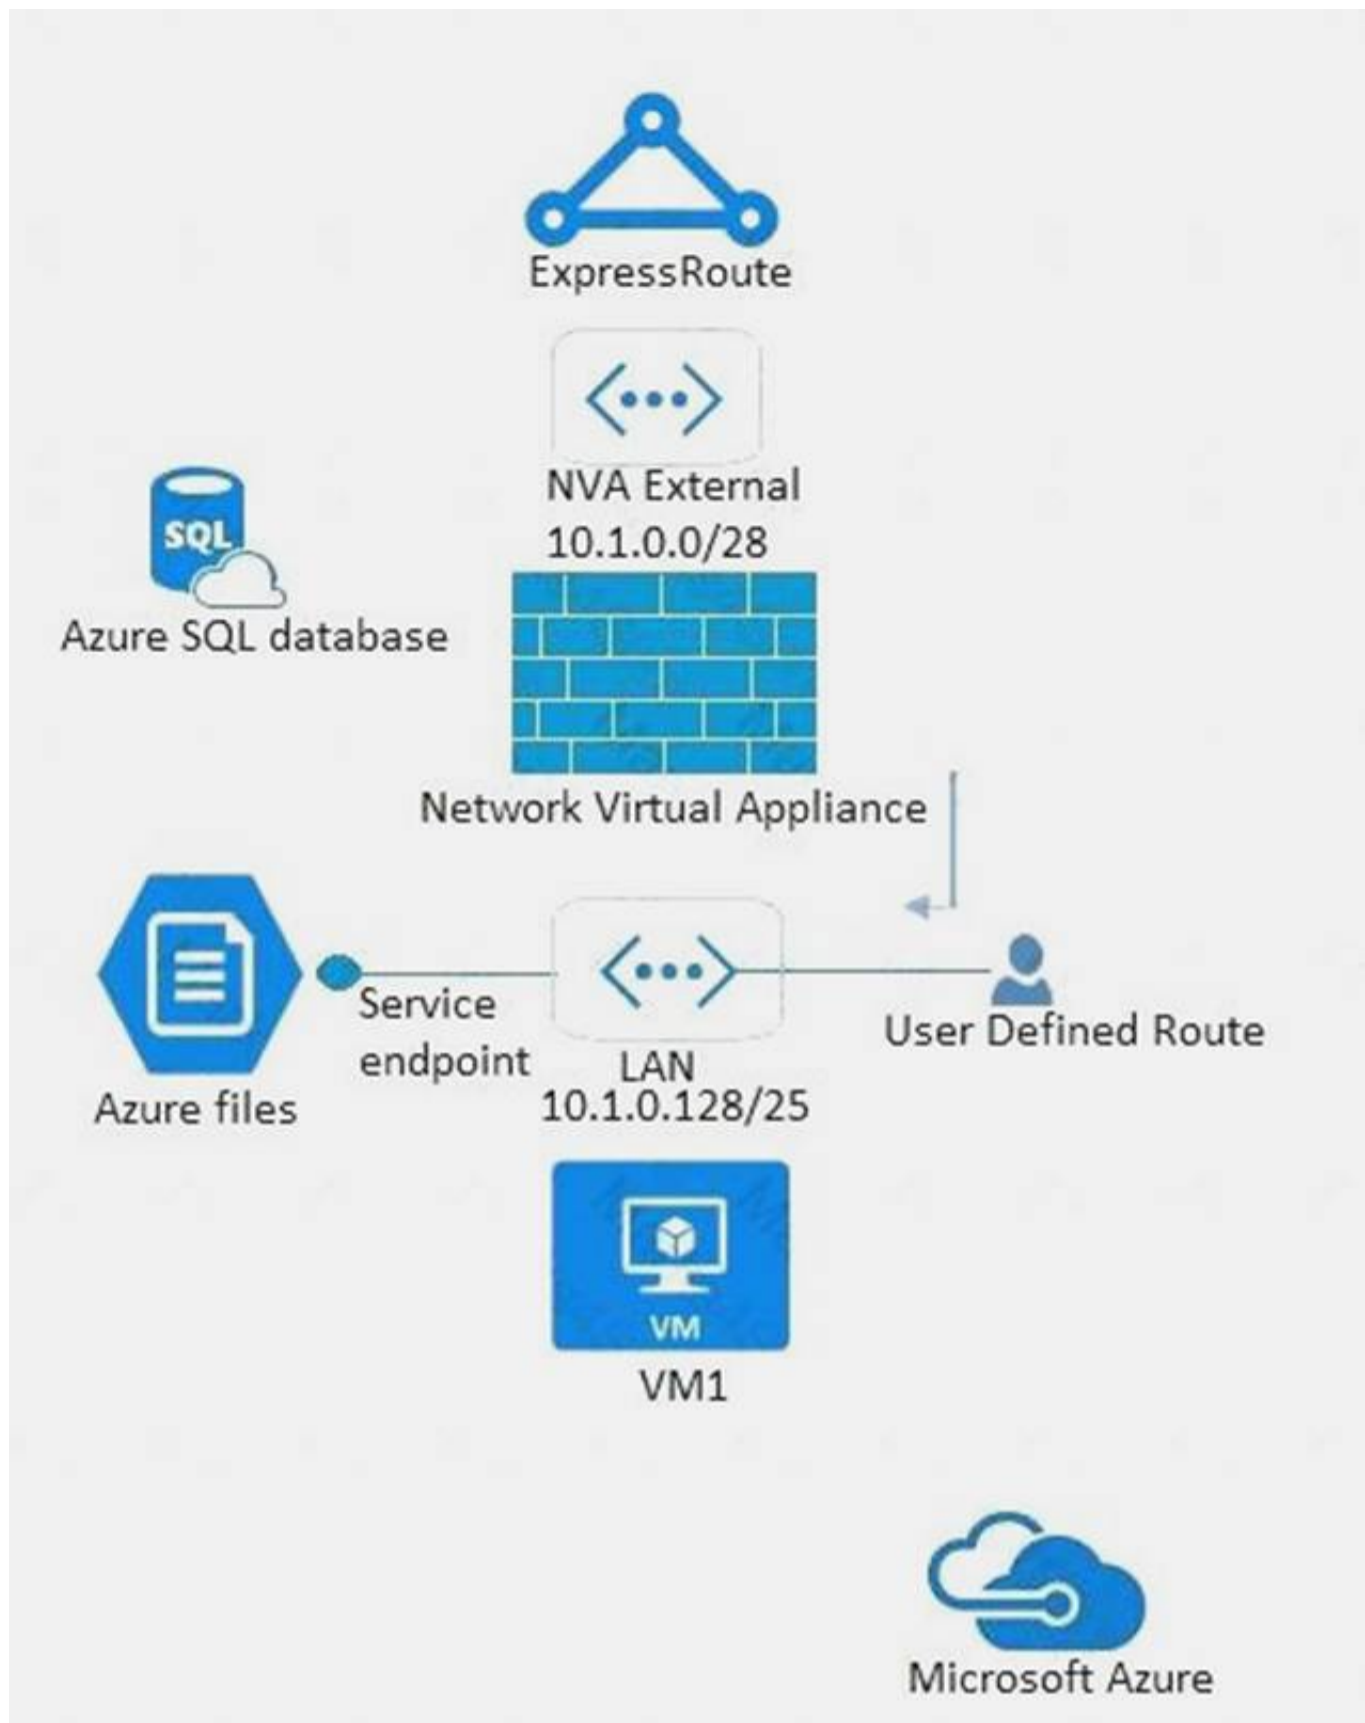 ExpressRoute
NVA External
10.1.0.0/28
SQL
Azure SQL database
Network Virtual Appliance
Service
endpoint
Azure files
LAN
10.1.0.128/25
User Defined Route
VM
VM1
Microsoft Azure